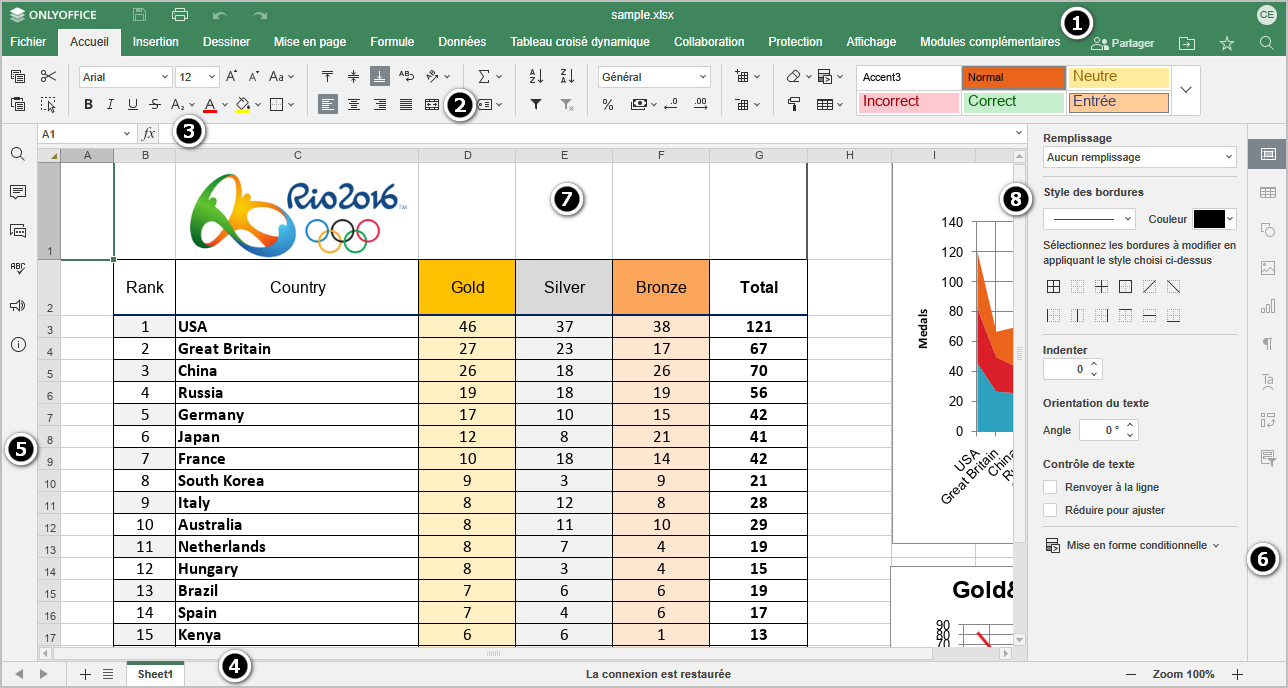 ONLYOFFICE
sample.xlsx
CE
Fichier Accueil Insertion Dessiner Mise en page Formule Données Tableau croisé dynamique Collaboration Protection Affichage Modules complémentaires
1
Partager
Arial 12 Général
Accent3 Normal Neutre
Incorrect Correct Entrée
2
A1 fx
3
A B C D E F G H I
Rio2016™
7
8
1
Rank Country Gold Silver Bronze Total
2
3 1 USA 46 37 38 121
4 2 Great Britain 27 23 17 67
5 3 China 26 18 26 70
6 4 Russia 19 18 19 56
7 5 Germany 17 10 15 42
8 6 Japan 12 8 21 41
9 7 France 10 18 14 42
10 8 South Korea 9 3 9 21
11 9 Italy 8 12 8 28
12 10 Australia 8 11 10 29
13 11 Netherlands 8 7 4 19
14 12 Hungary 8 3 4 15
15 13 Brazil 7 6 6 19
16 14 Spain 7 4 6 17
17 15 Kenya 6 6 1 13
5
140
120
100
80
60
40
20
0
Medals
USA
Great Britain
China
Gold&
90
80
70
Remplissage
Aucun remplissage
Style des bordures
Couleur
Sélectionnez les bordures à modifier en
appliquant le style choisi ci-dessus
Indenter
0
Orientation du texte
Angle 0 °
Contrôle de texte
Renvoyer à la ligne
Réduire pour ajuster
Mise en forme conditionnelle
6
4
Sheet1
La connexion est restaurée
Zoom 100%